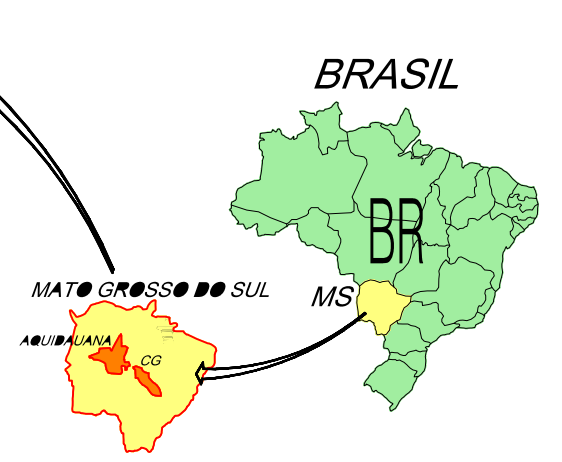 BRASIL
BR
MS
MATO GROSSO DO SUL
AQUIDAUANA
CG